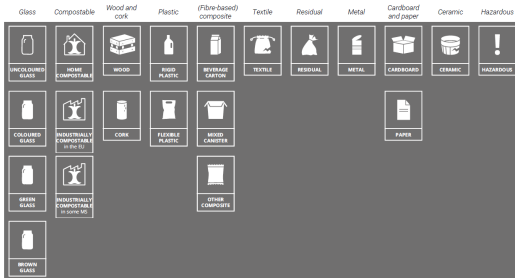 Glass Compostable Wood and cork Plastic (Fibre-based) composite Textile Residual Metal Cardboard and paper Ceramic Hazardous
UNCOLOURED GLASS
HOME COMPOSTABLE
WOOD
RIGID PLASTIC
BEVERAGE CARTON
TEXTILE
RESIDUAL
METAL
CARDBOARD
CERAMIC
HAZARDOUS
COLOURED GLASS
INDUSTRIALLY COMPOSTABLE in the EU
CORK
FLEXIBLE PLASTIC
MIXED CANISTER
PAPER
GREEN GLASS
INDUSTRIALLY COMPOSTABLE in some MS
OTHER COMPOSITE
BROWN GLASS